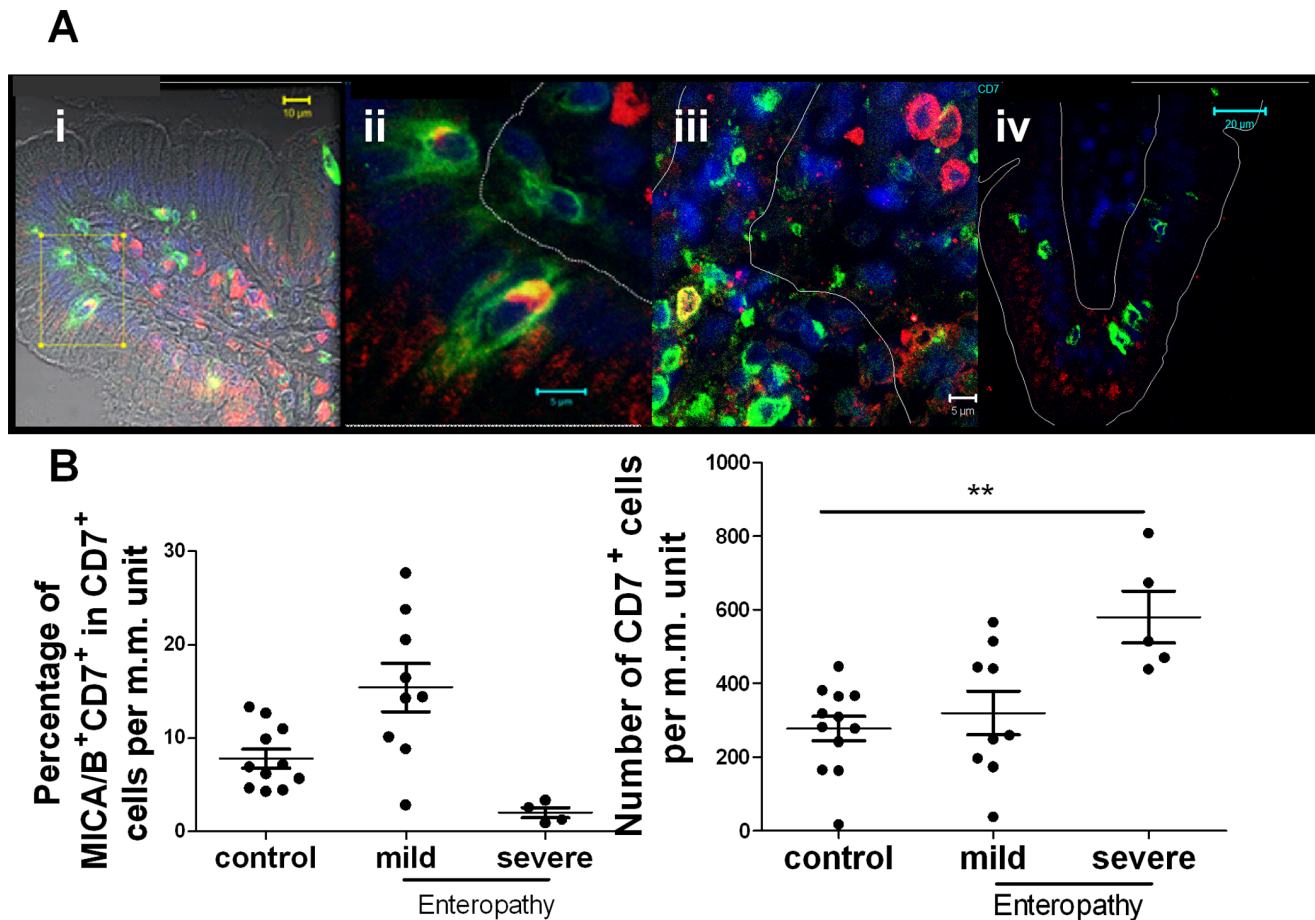 A
i
10 µm
ii
5 µm
iii
5 µm
CD7
iv
20 µm
B
Percentage of
MICA/B⁺CD7⁺ in CD7⁺
cells per m.m. unit
30
20
10
0
control
mild
severe
Enteropathy
Number of CD7⁺ cells
per m.m. unit
1000
800
600
400
200
0
**
control
mild
severe
Enteropathy